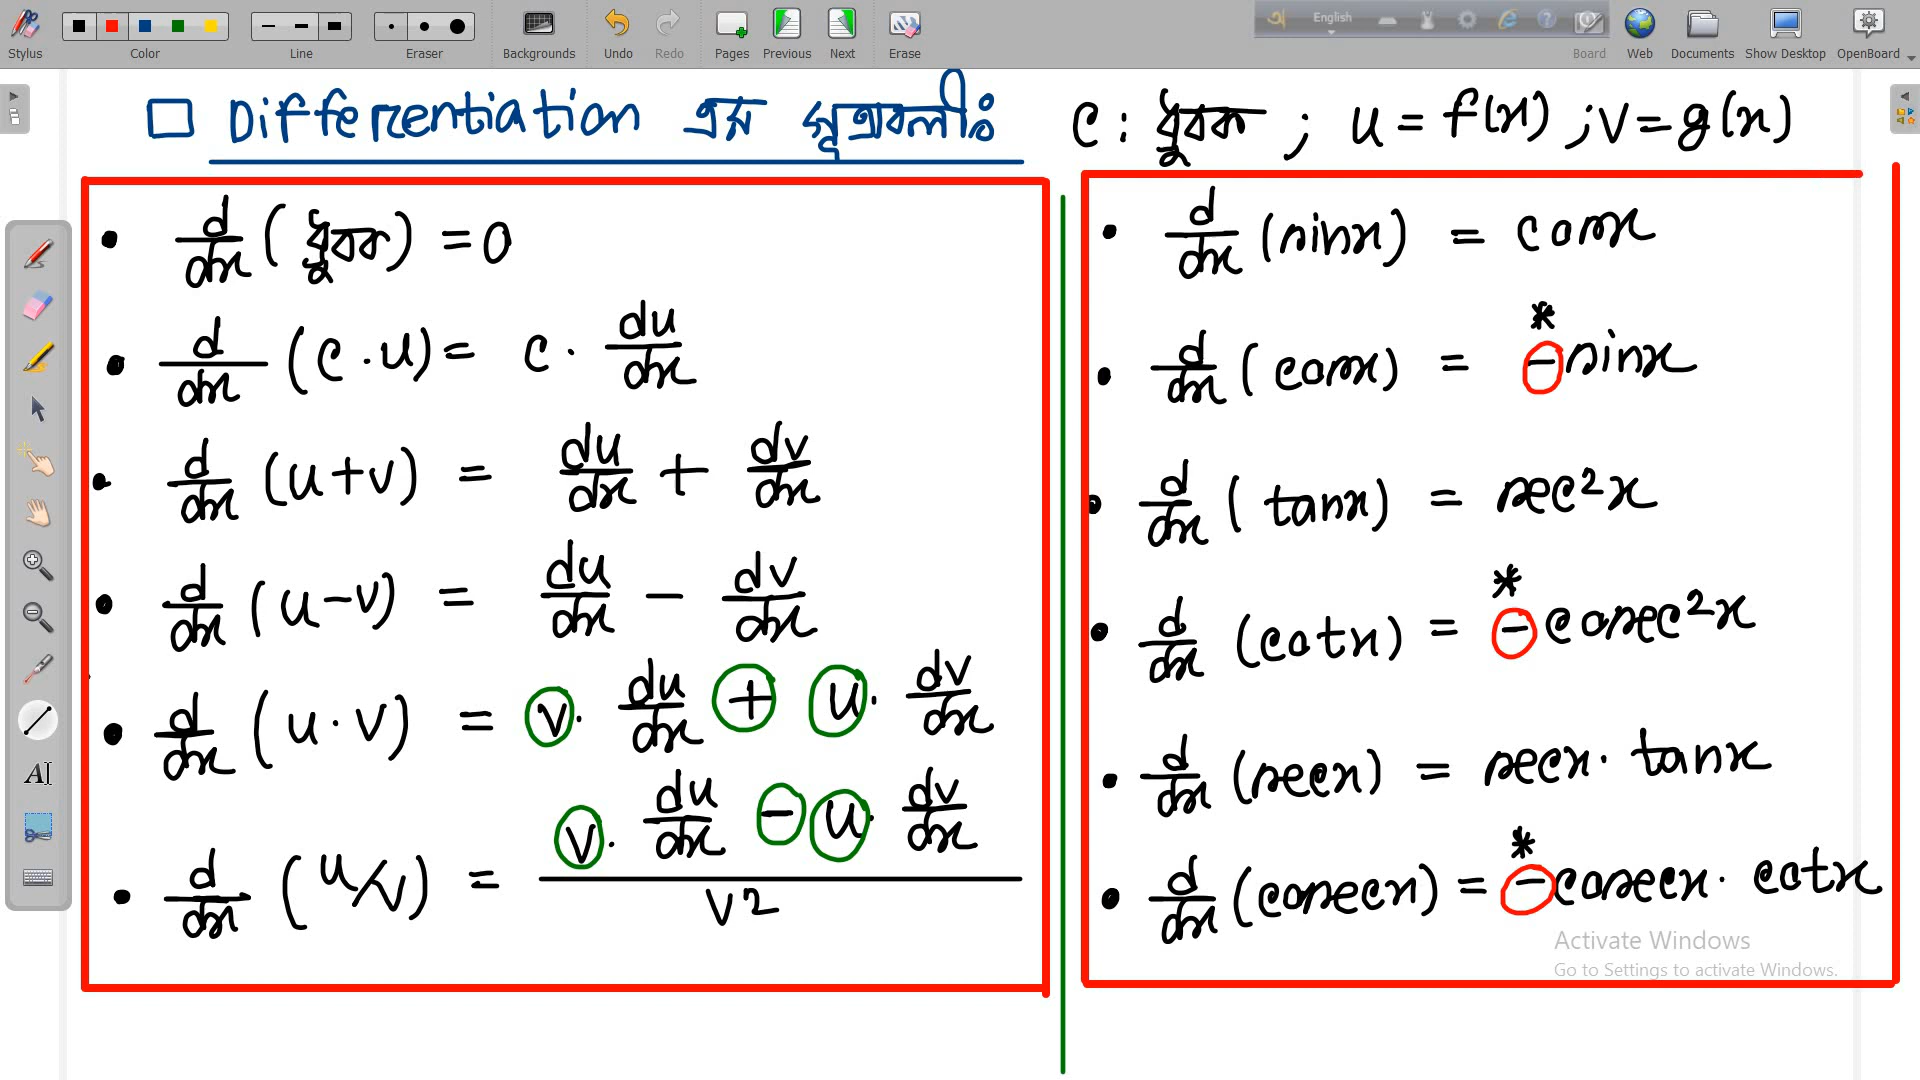 Stylus Color Line Eraser Backgrounds Undo Redo Pages Previous Next Erase English Board Web Documents Show Desktop OpenBoard
Differentiation এর সূত্রাবলীঃ c : ধ্রুবক ; u = f(x) ; v = g(x)
• d/dx (ধ্রুবক) = 0
• d/dx (c · u) = c · du/dx
• d/dx (u + v) = du/dx + dv/dx
• d/dx (u − v) = du/dx − dv/dx
• d/dx (u · v) = v · du/dx + u · dv/dx
• d/dx (u/v) = (v · du/dx − u · dv/dx) / v²
• d/dx (sinx) = cosx
*
• d/dx (cosx) = −sinx
• d/dx (tanx) = sec²x
*
• d/dx (cotx) = −cosec²x
• d/dx (secx) = secx · tanx
*
• d/dx (cosecx) = −cosecx · cotx
Activate Windows
Go to Settings to activate Windows.